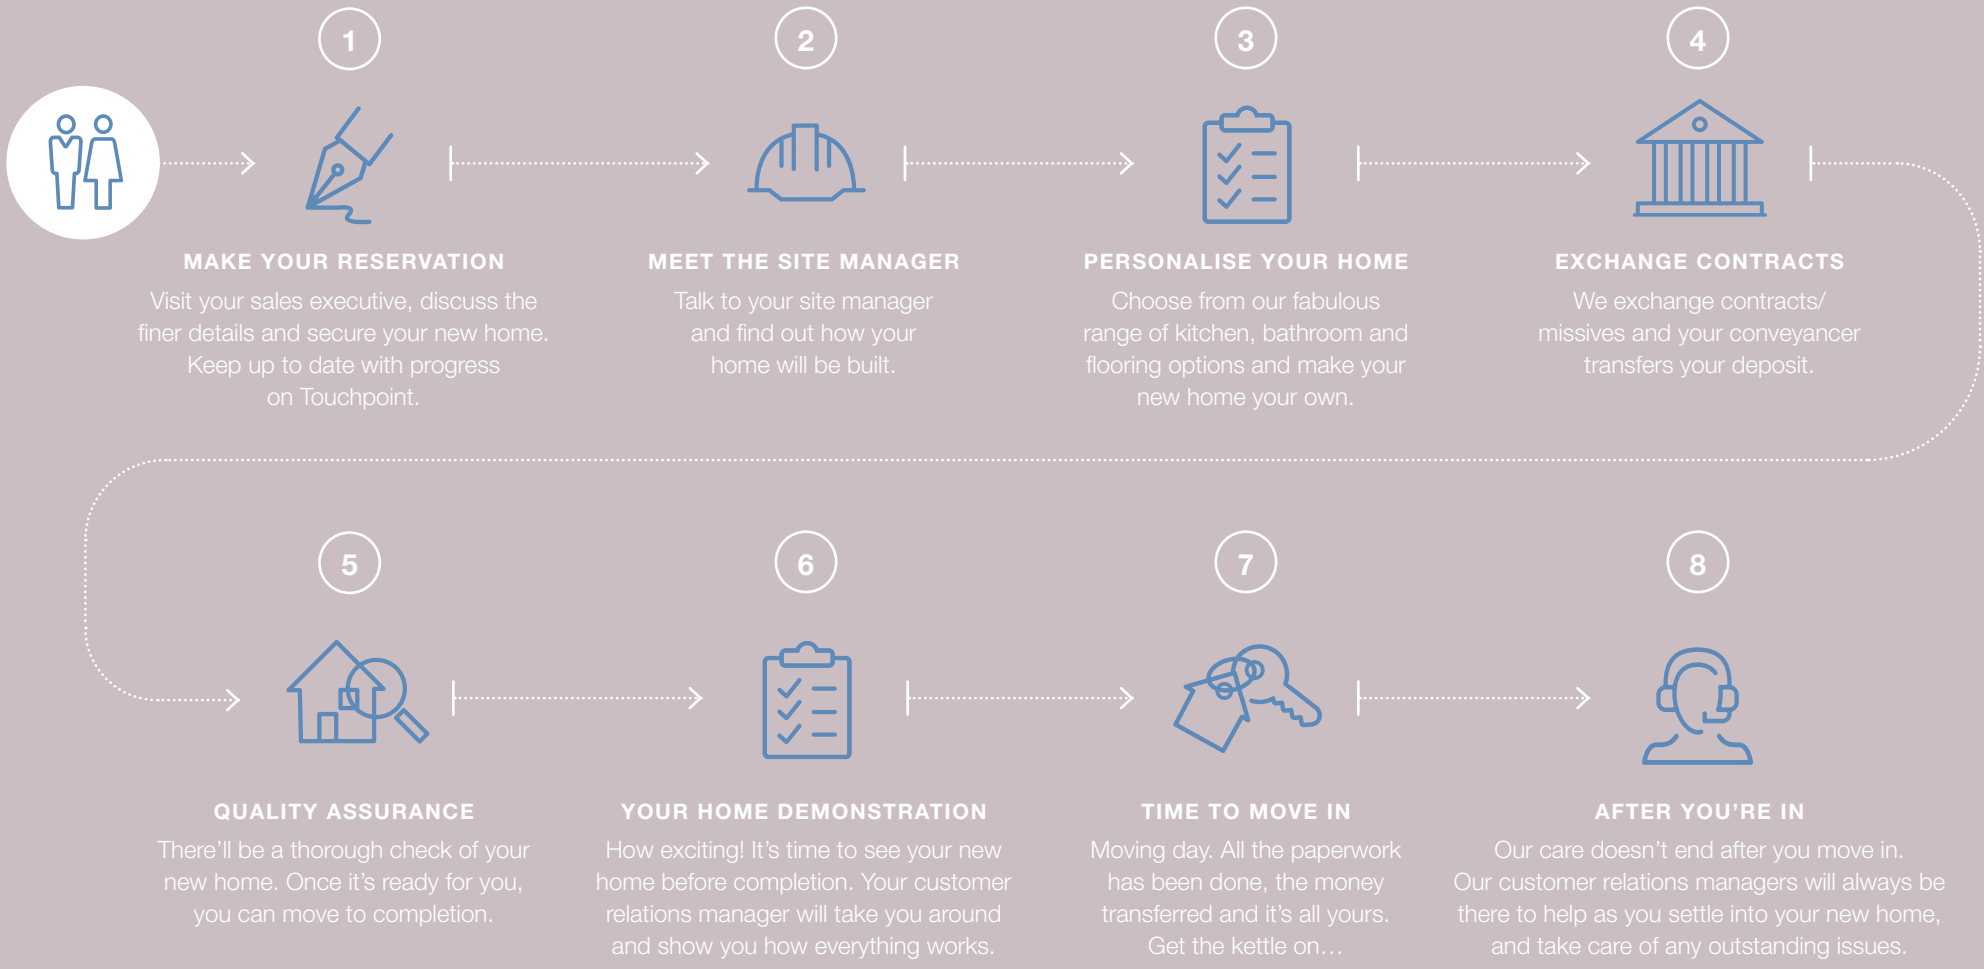 1
MAKE YOUR RESERVATION
Visit your sales executive, discuss the
finer details and secure your new home.
Keep up to date with progress
on Touchpoint.
2
MEET THE SITE MANAGER
Talk to your site manager
and find out how your
home will be built.
3
PERSONALISE YOUR HOME
Choose from our fabulous
range of kitchen, bathroom and
flooring options and make your
new home your own.
4
EXCHANGE CONTRACTS
We exchange contracts/
missives and your conveyancer
transfers your deposit.
5
QUALITY ASSURANCE
There’ll be a thorough check of your
new home. Once it’s ready for you,
you can move to completion.
6
YOUR HOME DEMONSTRATION
How exciting! It’s time to see your new
home before completion. Your customer
relations manager will take you around
and show you how everything works.
7
TIME TO MOVE IN
Moving day. All the paperwork
has been done, the money
transferred and it’s all yours.
Get the kettle on…
8
AFTER YOU’RE IN
Our care doesn’t end after you move in.
Our customer relations managers will always be
there to help as you settle into your new home,
and take care of any outstanding issues.